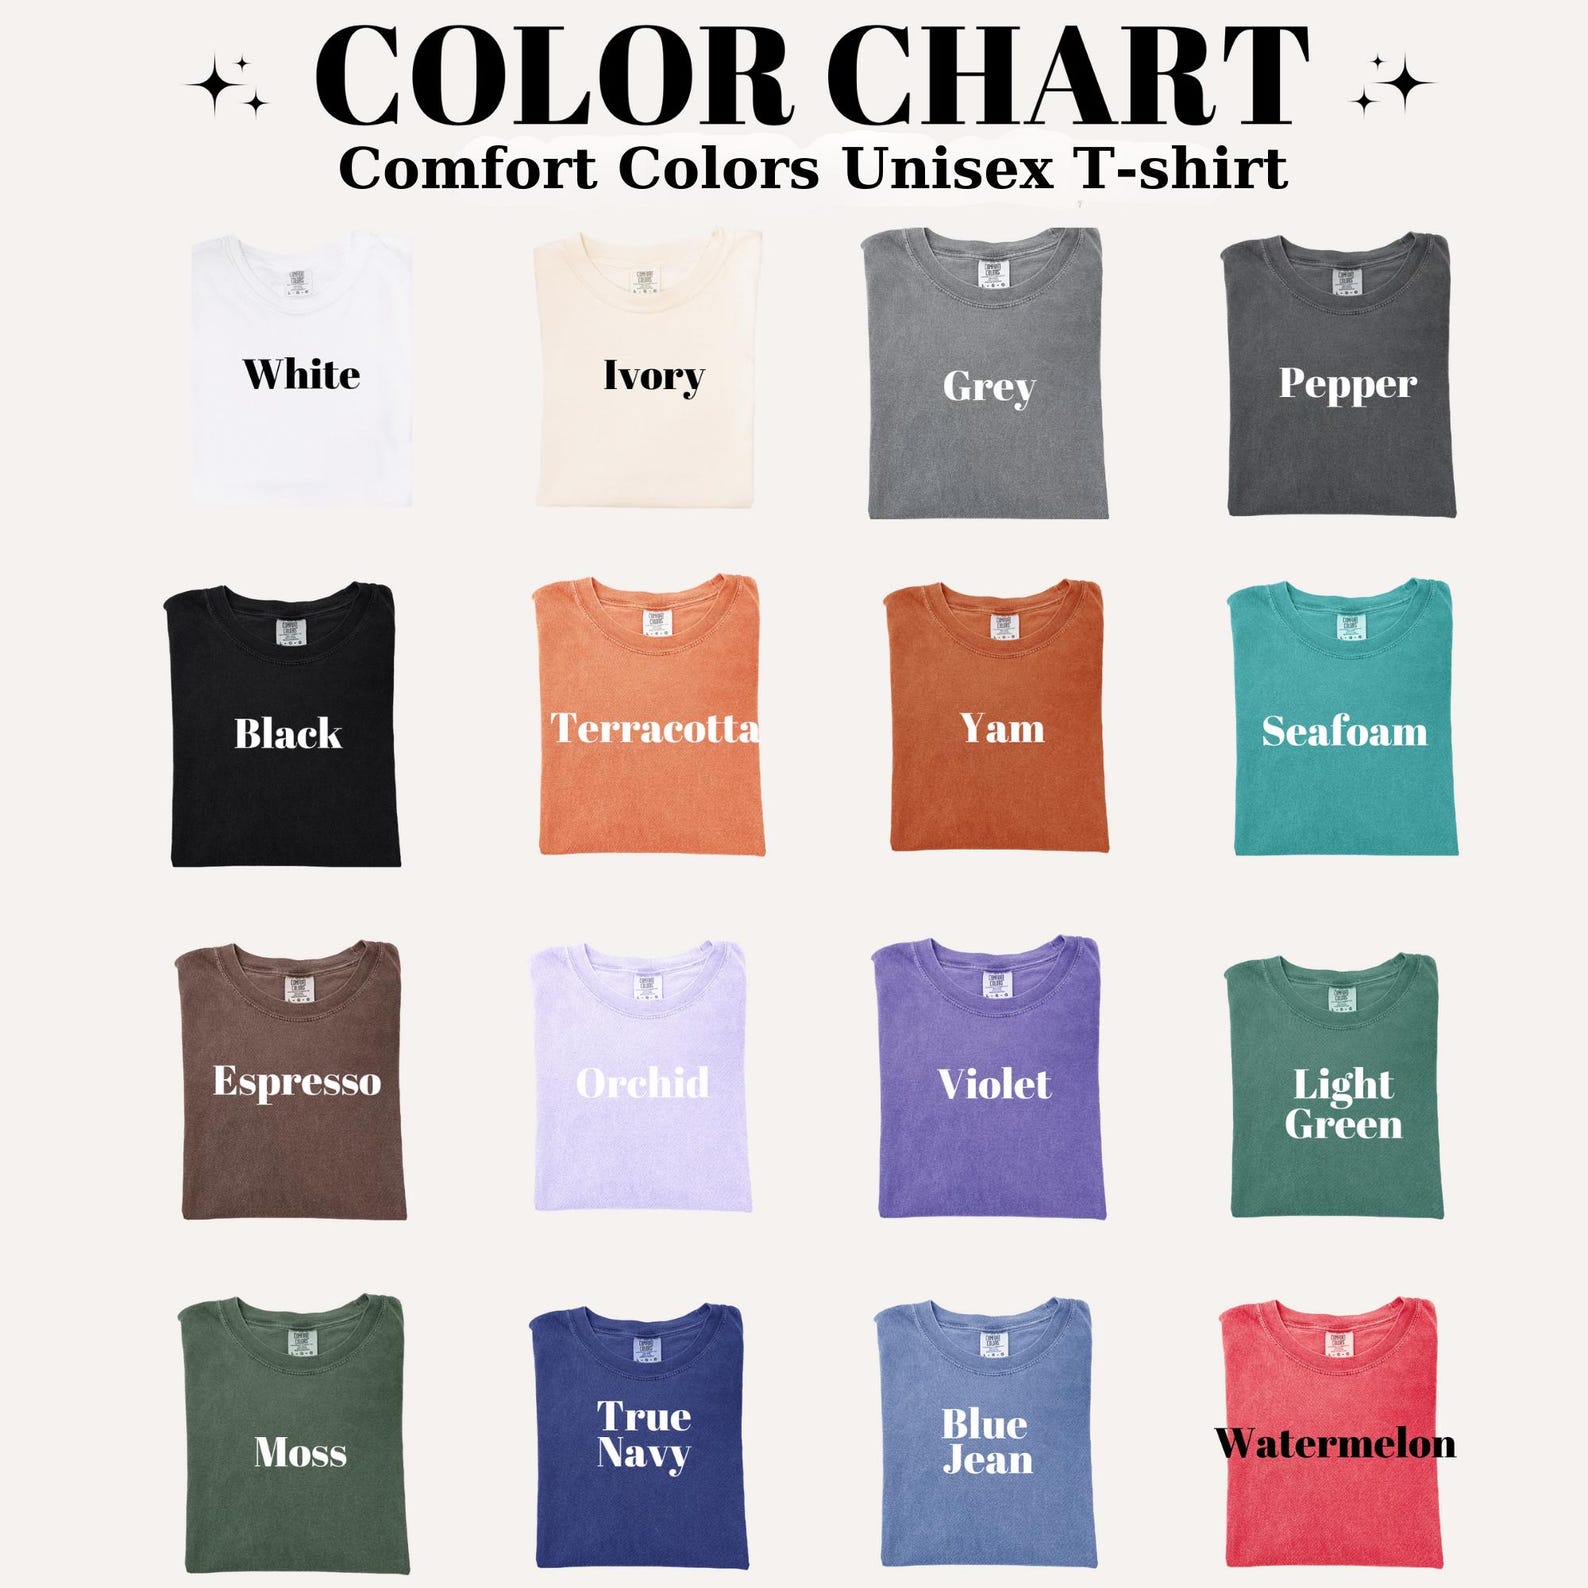 COLOR CHART
Comfort Colors Unisex T-shirt
White
Ivory
Grey
Pepper
Black
Terracotta
Yam
Seafoam
Espresso
Orchid
Violet
Light
Green
Moss
True
Navy
Blue
Jean
Watermelon